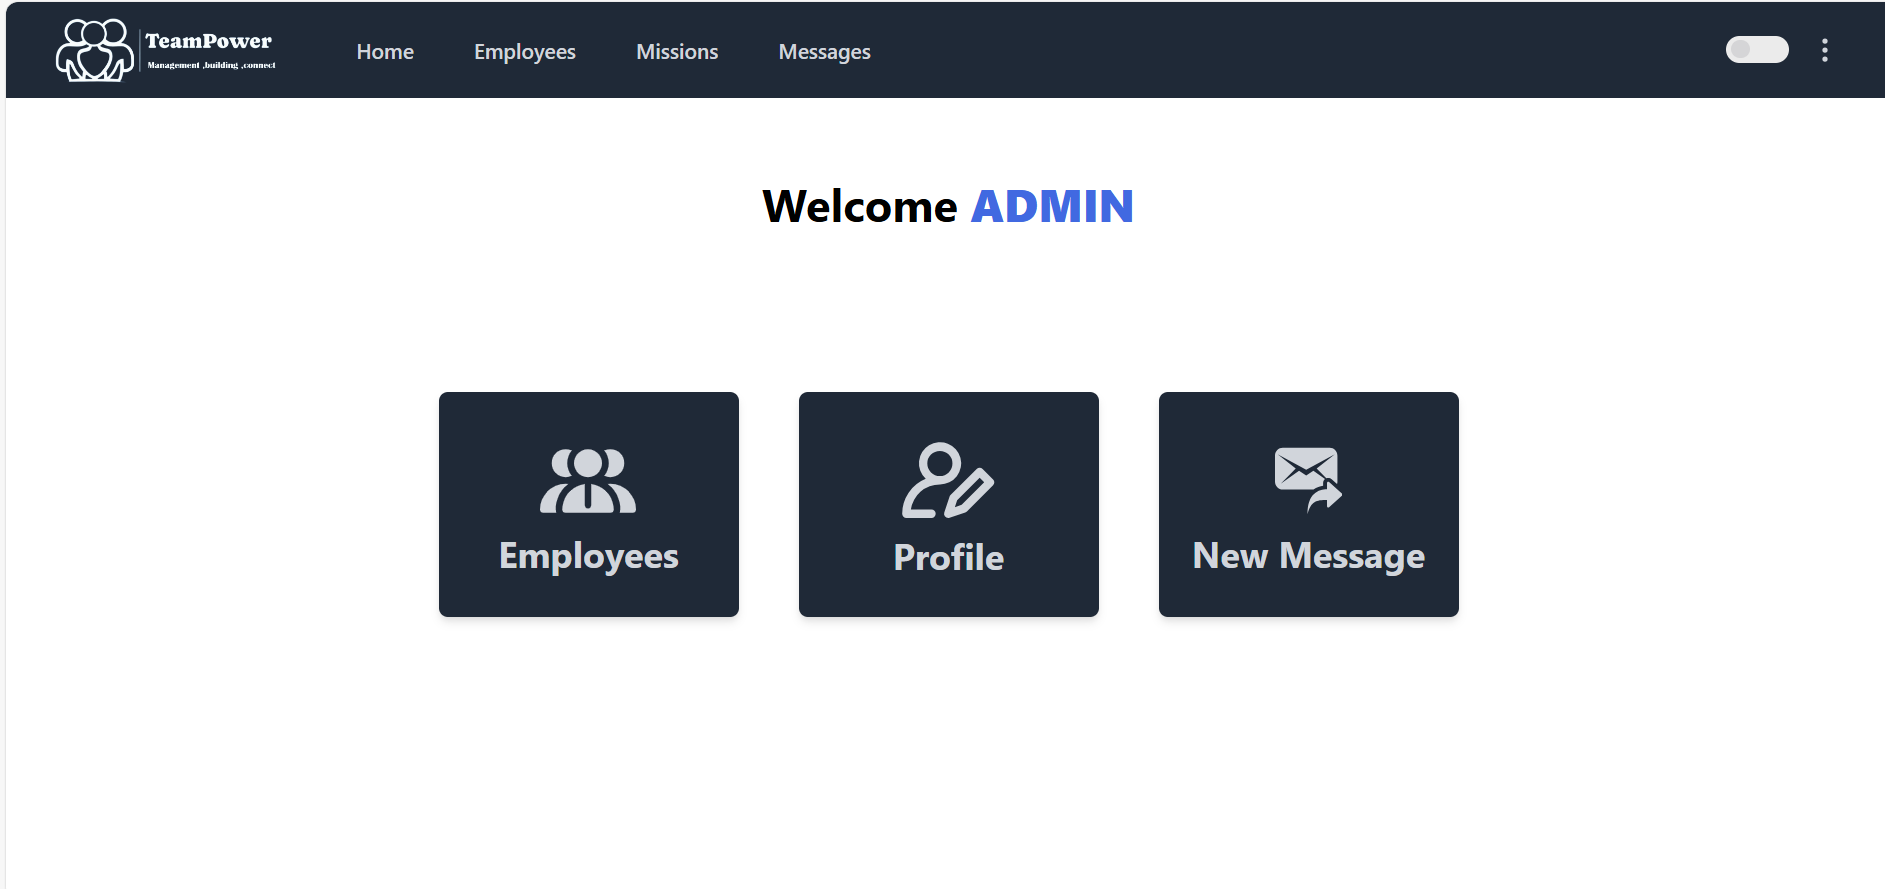 TeamPower
Management ,building ,connect
Home Employees Missions Messages
Welcome ADMIN
Employees Profile New Message